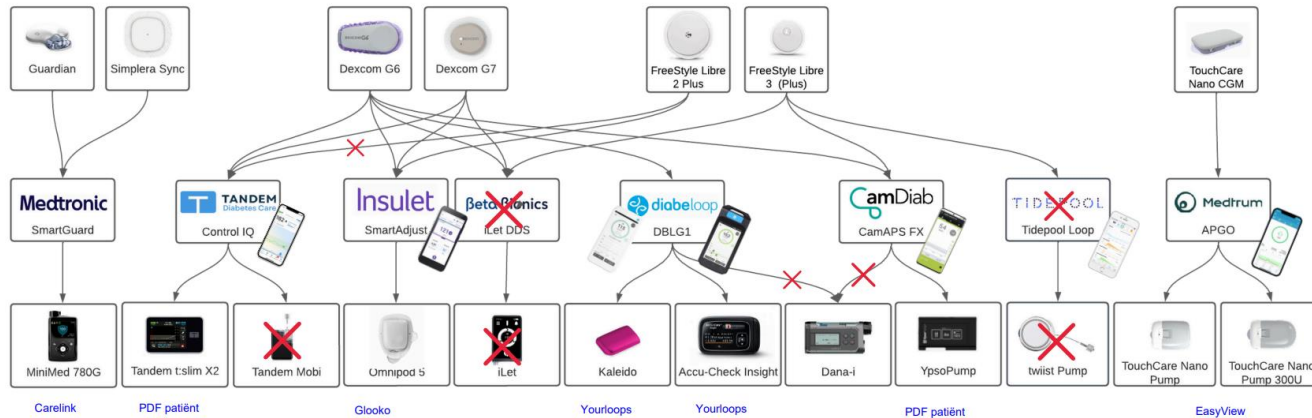 Guardian
Simplera Sync
Dexcom G6
Dexcom G7
FreeStyle Libre
2 Plus
FreeStyle Libre
3 (Plus)
TouchCare
Nano CGM
Medtronic
SmartGuard
TANDEM
Diabetes Care
Control IQ
Insulet
SmartAdjust
Beta Bionics
iLet DDS
diabeloop
DBLG1
CamDiab
CamAPS FX
TIDEPOOL
Tidepool Loop
Medtrum
APGO
MiniMed 780G
Tandem t:slim X2
Tandem Mobi
Omnipod 5
iLet
Kaleido
Accu-Check Insight
Dana-i
YpsoPump
twiist Pump
TouchCare Nano
Pump
TouchCare Nano
Pump 300U
Carelink
PDF patiënt
Glooko
Yourloops
Yourloops
PDF patiënt
EasyView